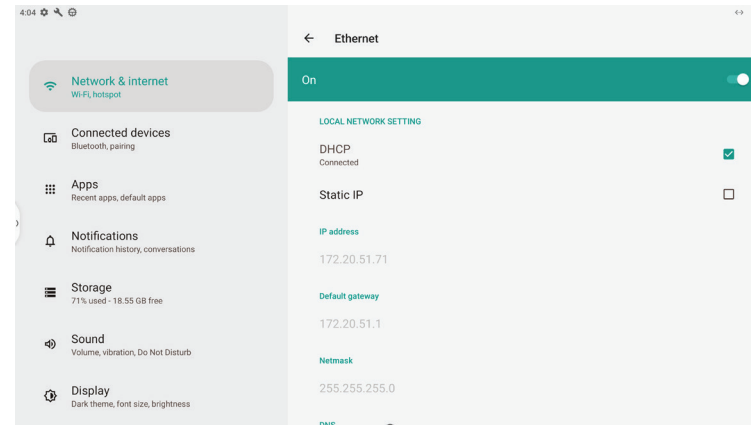 4:04
Network & internet
Wi-Fi, hotspot
Connected devices
Bluetooth, pairing
Apps
Recent apps, default apps
Notifications
Notification history, conversations
Storage
71% used - 18.55 GB free
Sound
Volume, vibration, Do Not Disturb
Display
Dark theme, font size, brightness
Ethernet
On
LOCAL NETWORK SETTING
DHCP
Connected
Static IP
IP address
172.20.51.71
Default gateway
172.20.51.1
Netmask
255.255.255.0
DNS